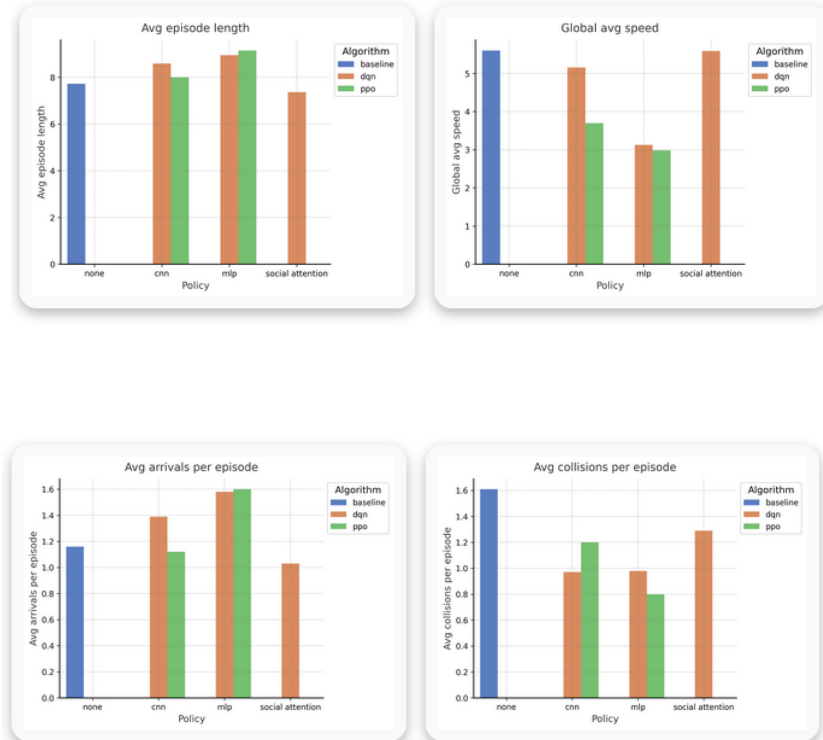 Avg episode length
Algorithm
baseline
dqn
ppo
Avg episode length
8
6
4
2
0
none
cnn
mlp
social attention
Policy
Global avg speed
Algorithm
baseline
dqn
ppo
Global avg speed
5
4
3
2
1
0
none
cnn
mlp
social attention
Policy
Avg arrivals per episode
Algorithm
baseline
dqn
ppo
Avg arrivals per episode
1.6
1.4
1.2
1.0
0.8
0.6
0.4
0.2
0.0
none
cnn
mlp
social attention
Policy
Avg collisions per episode
Algorithm
baseline
dqn
ppo
Avg collisions per episode
1.6
1.4
1.2
1.0
0.8
0.6
0.4
0.2
0.0
none
cnn
mlp
social attention
Policy